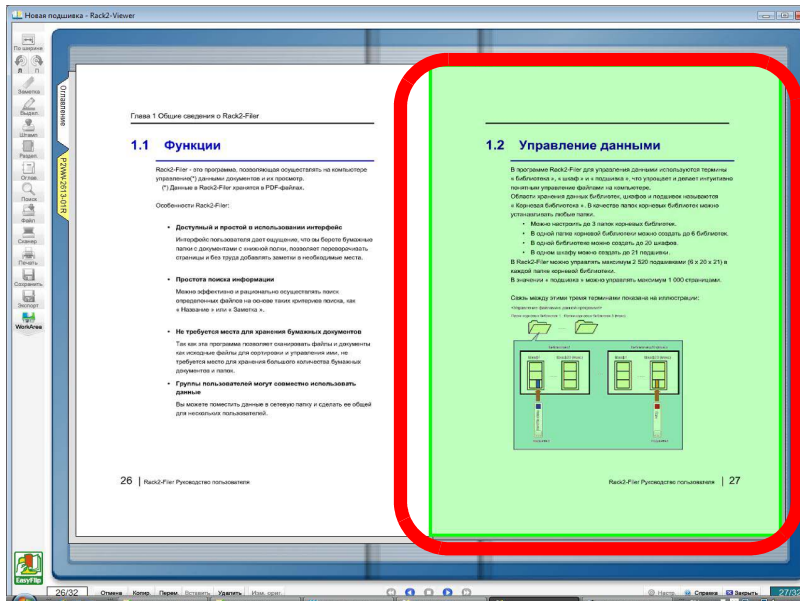 Новая подшивка - Rack2-Viewer
По ширине
Л П
Заметка
Выдел.
Штамп
Раздел.
Оглав.
Поиск
Файл
Сканер
Печать
Сохранить
Экспорт
WorkArea
EasyFlip
Оглавление
P2WW-2613-01R
Глава 1 Общие сведения о Rack2-Filer
1.1 Функции
Rack2-Filer - это программа, позволяющая осуществлять на компьютере
управление(*) данными документов и их просмотр.
(*) Данные в Rack2-Filer хранятся в PDF-файлах.
Особенности Rack2-Filer:
• Доступный и простой в использовании интерфейс
Интерфейс пользователя дает ощущение, что вы берете бумажные
папки с документами с книжной полки, позволяет переворачивать
страницы и без труда добавлять заметки в необходимые места.
• Простота поиска информации
Можно эффективно и рационально осуществлять поиск
определенных файлов на основе таких критериев поиска, как
« Название » или « Заметка ».
• Не требуется места для хранения бумажных документов
Так как эта программа позволяет сканировать файлы и документы
как исходные файлы для сортировки и управления ими, не
требуется место для хранения большого количества бумажных
документов и папок.
• Группы пользователей могут совместно использовать
данные
Вы можете поместить данные в сетевую папку и сделать ее общей
для нескольких пользователей.
26 | Rack2-Filer Руководство пользователя
1.2 Управление данными
В программе Rack2-Filer для управления данными используются термины
« библиотека », « шкаф » и « подшивка », что упрощает и делает интуитивно
понятным управление файлами на компьютере.
Области хранения данных библиотек, шкафов и подшивок называются
« Корневая библиотека ». В качестве папок корневых библиотек можно
устанавливать любые папки.
• Можно настроить до 3 папок корневых библиотек.
• В одной папке корневой библиотеки можно создать до 6 библиотек.
• В одной библиотеке можно создать до 20 шкафов.
• В одном шкафу можно создать до 21 подшивки.
В Rack2-Filer можно управлять максимум 2 520 подшивками (6 x 20 x 21) в
каждой папке корневой библиотеки.
В значении « подшивка » можно управлять максимум 1 000 страницами.
Связь между этими тремя терминами показана на иллюстрации:
Rack2-Filer Руководство пользователя | 27
26/32 Отмена Копир. Перем. Вставить Удалить Изм. ориг. Настр. Справка Закрыть 27/32